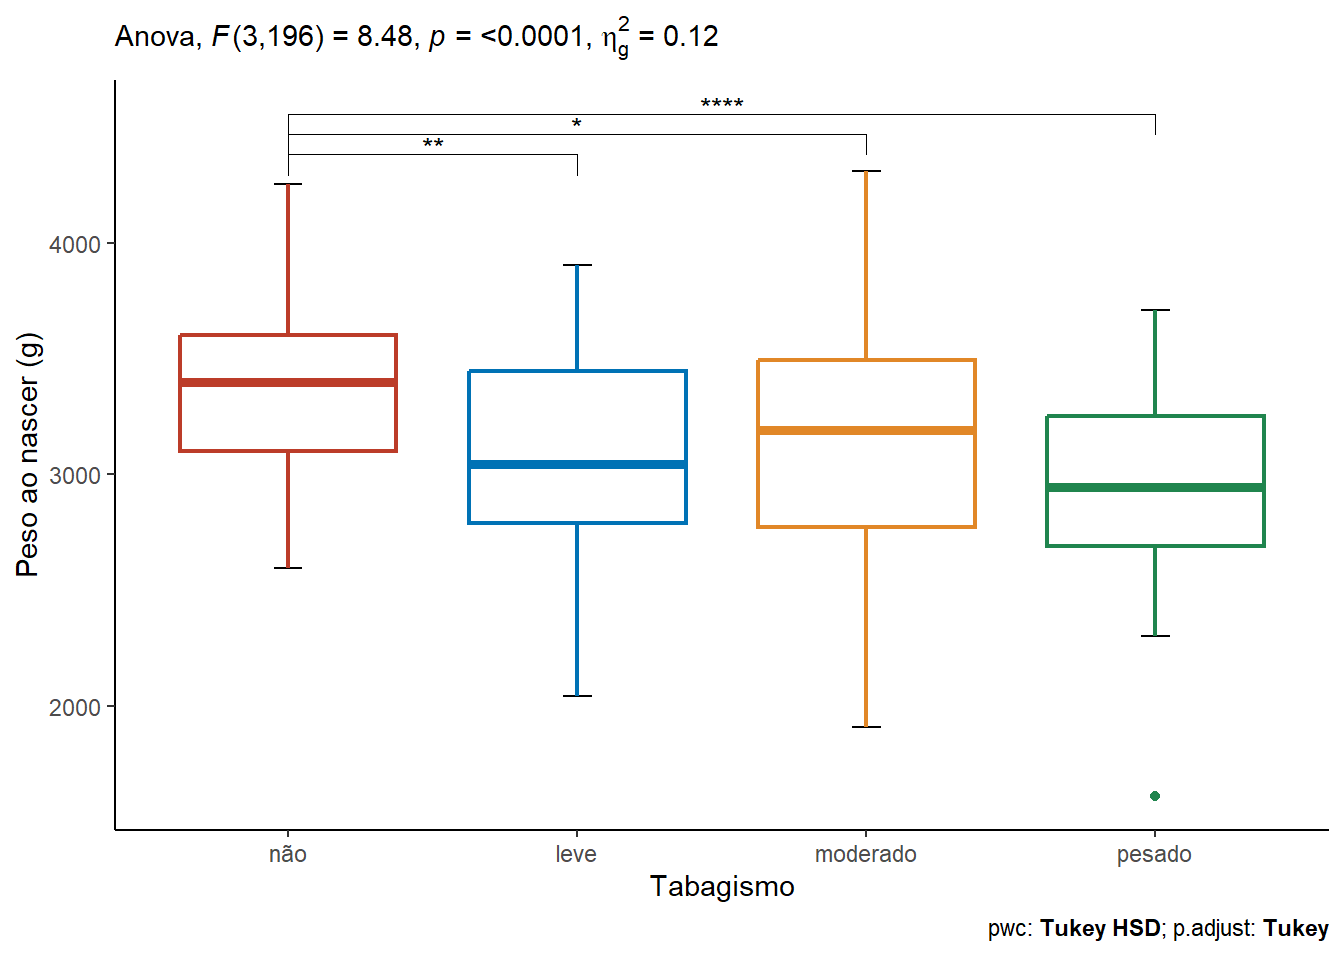 Anova, F(3,196) = 8.48, p = <0.0001, η²g = 0.12
****
*
**
Peso ao nascer (g)
4000
3000
2000
não leve moderado pesado
Tabagismo
pwc: Tukey HSD; p.adjust: Tukey